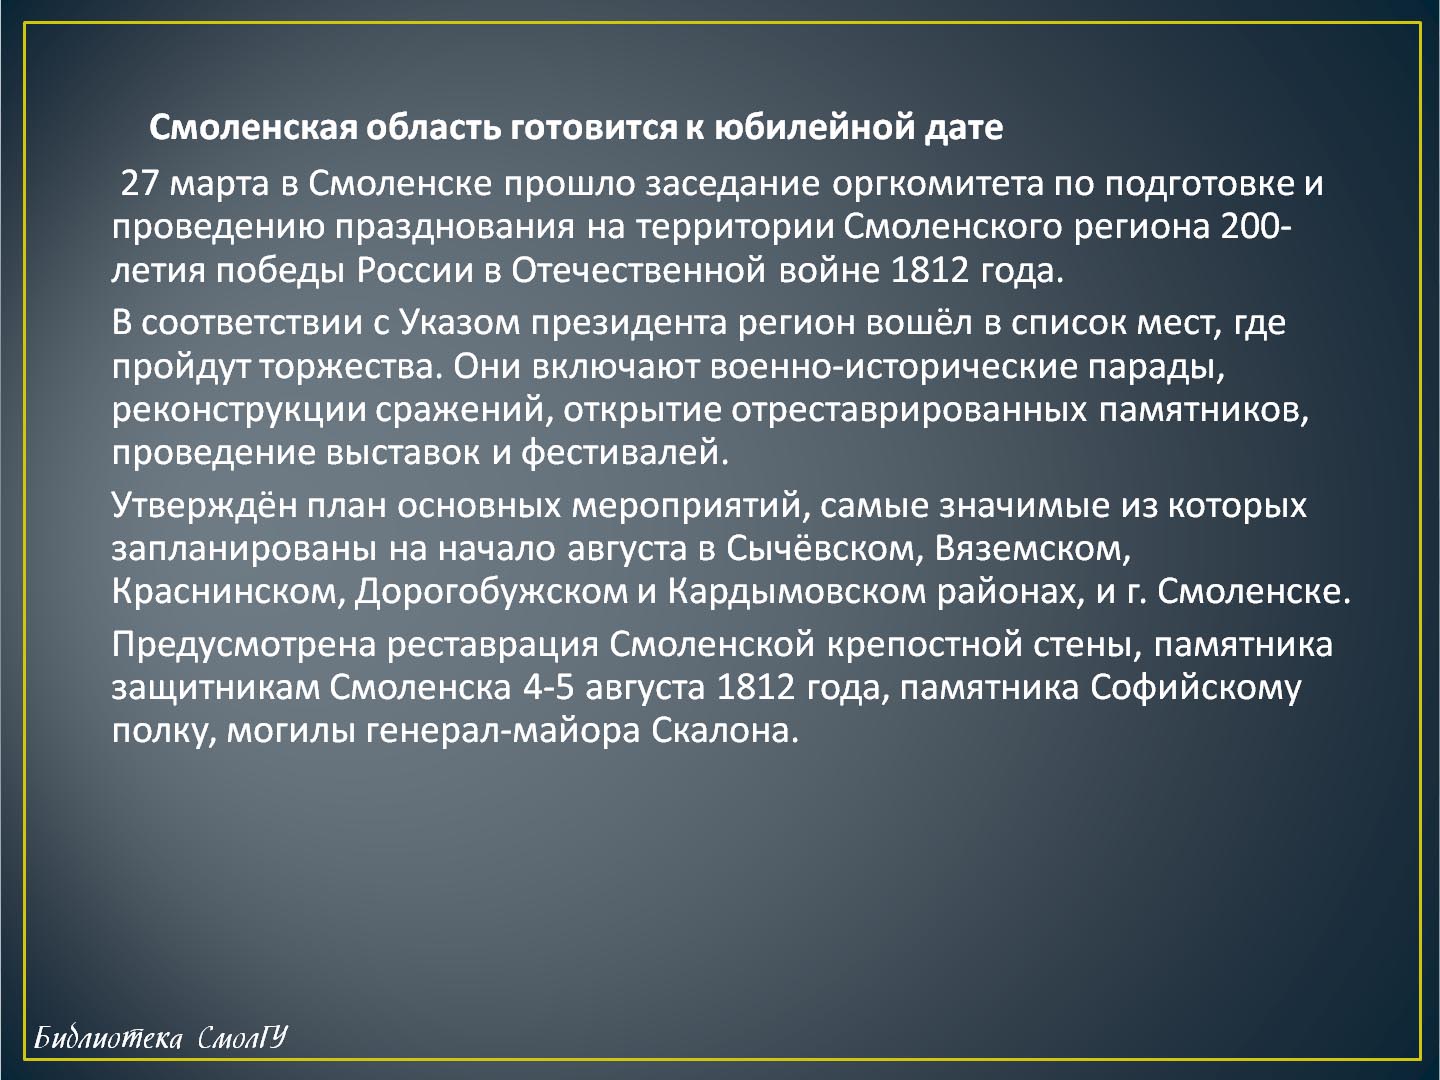 Смоленская область готовится к юбилейной дате
27 марта в Смоленске прошло заседание оргкомитета по подготовке и
проведению празднования на территории Смоленского региона 200-
летия победы России в Отечественной войне 1812 года.
В соответствии с Указом президента регион вошёл в список мест, где
пройдут торжества. Они включают военно-исторические парады,
реконструкции сражений, открытие отреставрированных памятников,
проведение выставок и фестивалей.
Утверждён план основных мероприятий, самые значимые из которых
запланированы на начало августа в Сычёвском, Вяземском,
Краснинском, Дорогобужском и Кардымовском районах, и г. Смоленске.
Предусмотрена реставрация Смоленской крепостной стены, памятника
защитникам Смоленска 4-5 августа 1812 года, памятника Софийскому
полку, могилы генерал-майора Скалона.
Библиотека СмолГУ